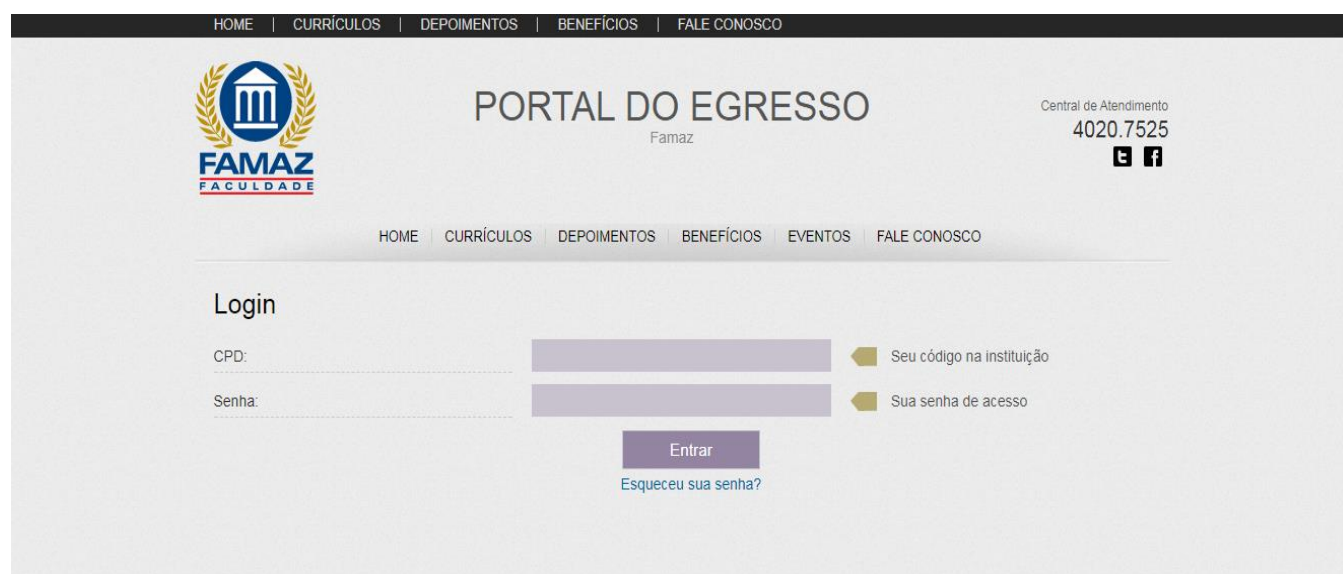 HOME | CURRÍCULOS | DEPOIMENTOS | BENEFÍCIOS | FALE CONOSCO
FAMAZ
FACULDADE
PORTAL DO EGRESSO
Famaz
Central de Atendimento
4020.7525
HOME | CURRÍCULOS | DEPOIMENTOS | BENEFÍCIOS | EVENTOS | FALE CONOSCO
Login
CPD: Seu código na instituição
Senha: Sua senha de acesso
Entrar
Esqueceu sua senha?